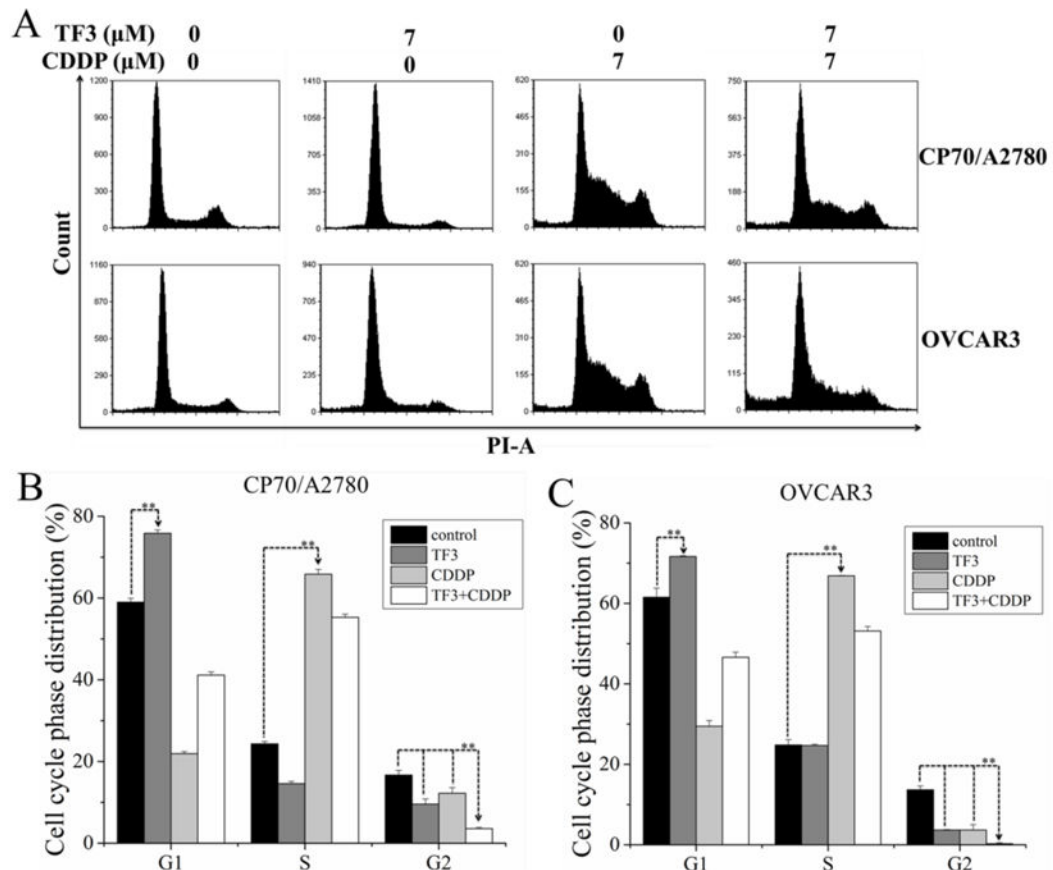 A
TF3 (μM) 0 7 0 7
CDDP (μM) 0 0 7 7
1200 1410 620 750
900 1058 465 563
600 705 310 375
300 353 155 188
0 0 0 0
CP70/A2780
Count
1160 940 620 460
870 705 465 345
580 470 310 230
290 235 155 115
0 0 0 0
OVCAR3
PI-A
B
CP70/A2780
Cell cycle phase distribution (%)
80
60
40
20
0
**
**
**
control
TF3
CDDP
TF3+CDDP
G1 S G2
C
OVCAR3
Cell cycle phase distribution (%)
80
60
40
20
0
**
**
**
control
TF3
CDDP
TF3+CDDP
G1 S G2